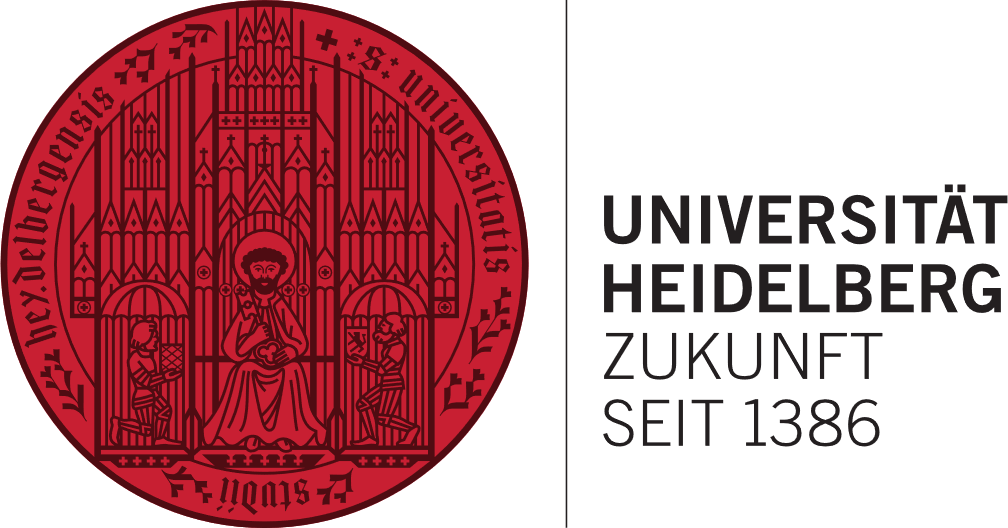 s: universitatis
studii
hey.delbergensis
UNIVERSITÄT
HEIDELBERG
ZUKUNFT
SEIT 1386